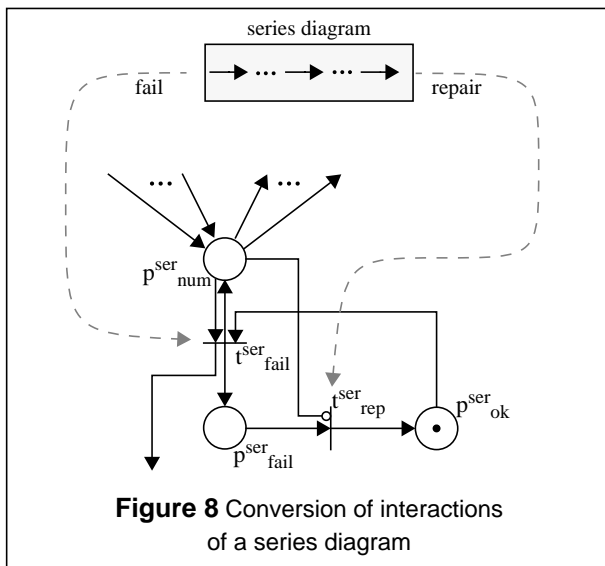 series diagram
... ...
fail
repair
... ...
p^ser_num
t^ser_fail
t^ser_rep
p^ser_ok
p^ser_fail
Figure 8 Conversion of interactions
of a series diagram